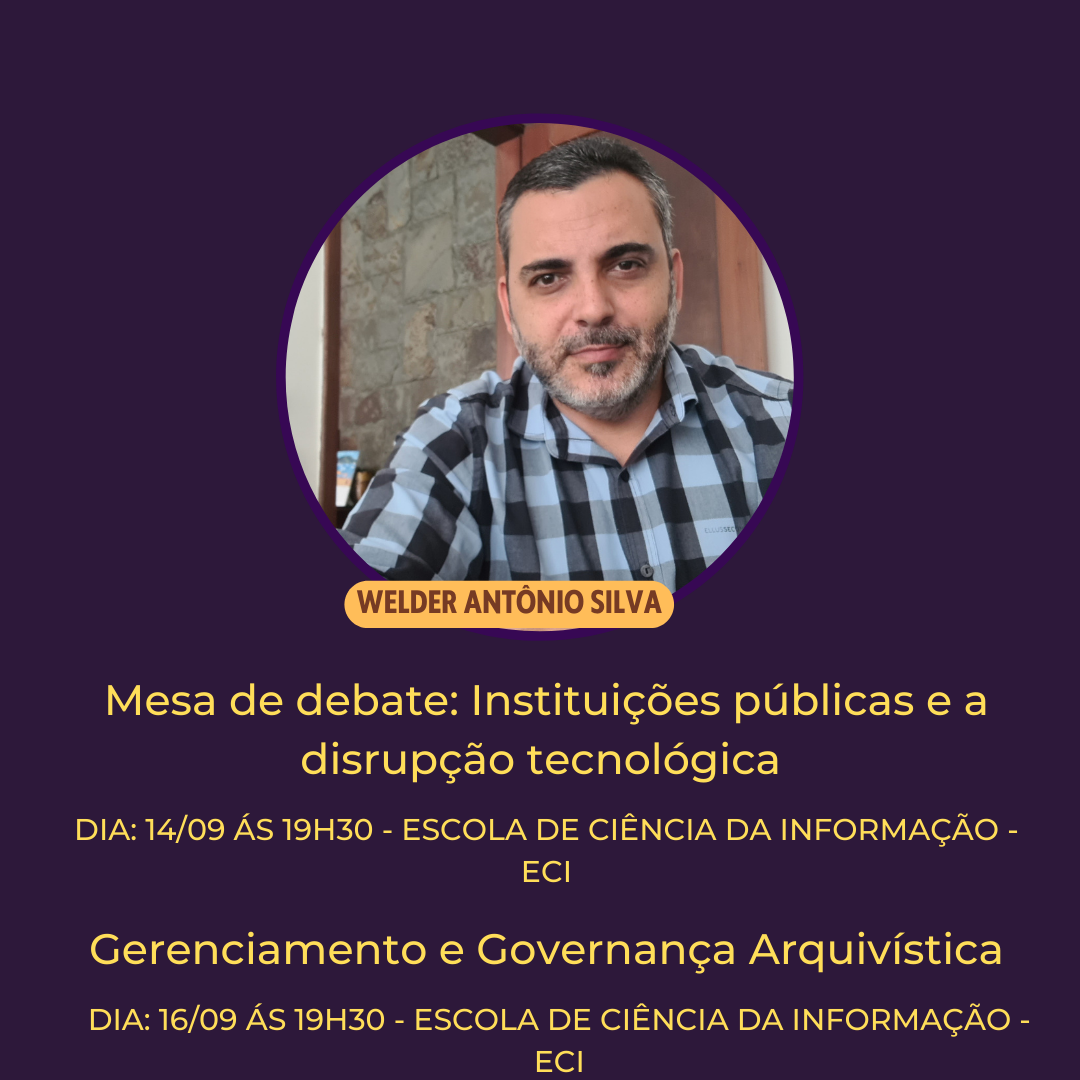 WELDER ANTÔNIO SILVA
Mesa de debate: Instituições públicas e a
disrupção tecnológica
DIA: 14/09 ÁS 19H30 - ESCOLA DE CIÊNCIA DA INFORMAÇÃO -
ECI
Gerenciamento e Governança Arquivística
DIA: 16/09 ÁS 19H30 - ESCOLA DE CIÊNCIA DA INFORMAÇÃO -
ECI